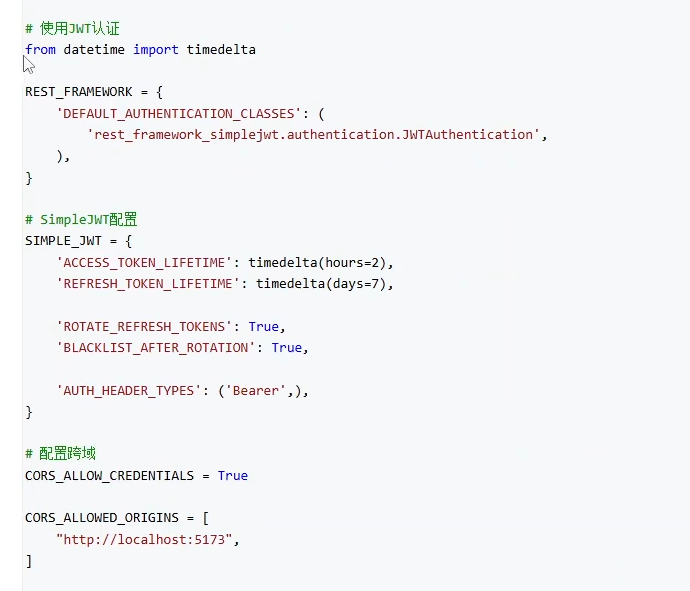 # 使用JWT认证
from datetime import timedelta
REST_FRAMEWORK = {
    'DEFAULT_AUTHENTICATION_CLASSES': (
        'rest_framework_simplejwt.authentication.JWTAuthentication',
    ),
}
# SimpleJWT配置
SIMPLE_JWT = {
    'ACCESS_TOKEN_LIFETIME': timedelta(hours=2),
    'REFRESH_TOKEN_LIFETIME': timedelta(days=7),
    'ROTATE_REFRESH_TOKENS': True,
    'BLACKLIST_AFTER_ROTATION': True,
    'AUTH_HEADER_TYPES': ('Bearer',),
}
# 配置跨域
CORS_ALLOW_CREDENTIALS = True
CORS_ALLOWED_ORIGINS = [
    "http://localhost:5173",
]